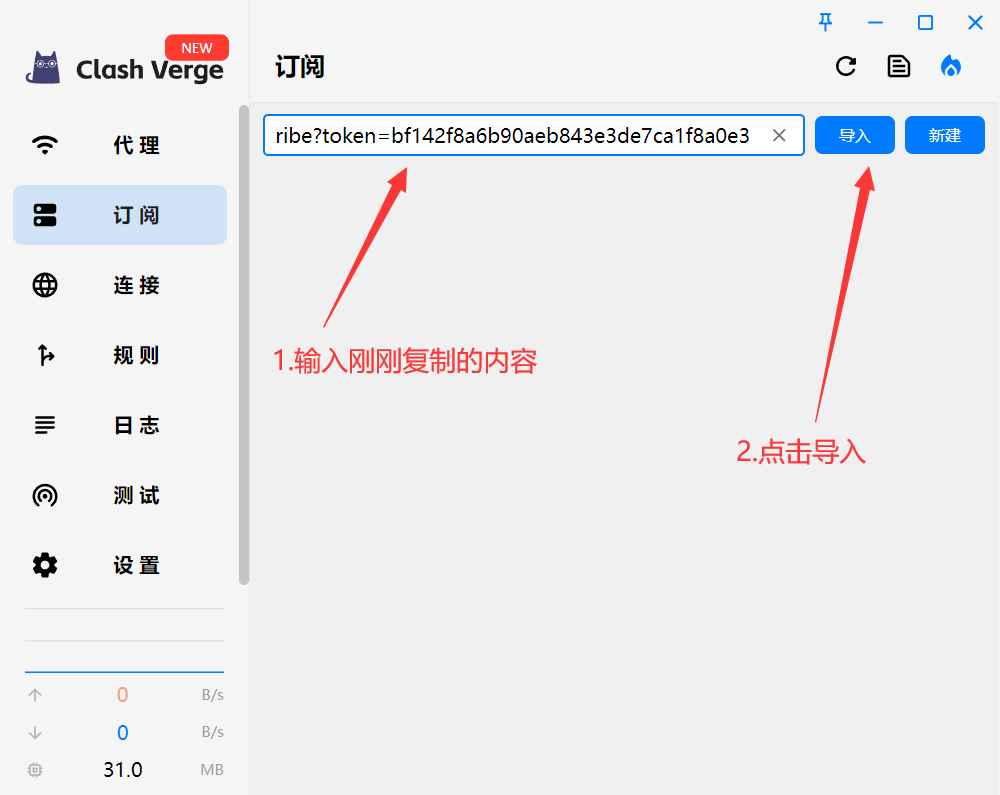 NEW
Clash Verge
订阅
代理
订阅
连接
规则
日志
测试
设置
0 B/s
0 B/s
31.0 MB
ribe?token=bf142f8a6b90aeb843e3de7ca1f8a0e3
导入
新建
1.输入刚刚复制的内容
2.点击导入